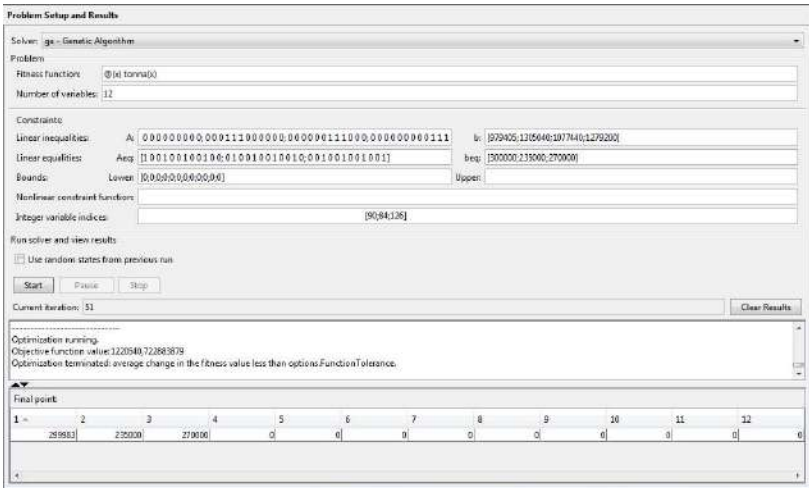 Problem Setup and Results
Solver: ga - Genetic Algorithm
Problem
Fitness function: @(x) tonna(x)
Number of variables: 12
Constraints
Linear inequalities: A: 000000000;000111000000;000000111000;000000000111 b: [979405;1305640;1077440;1279200]
Linear equalities: Aeq: [100100100100;010010010010;001001001001] beq: [300000;235000;270000]
Bounds: Lower: [0;0;0;0;0;0;0;0;0;0] Upper:
Nonlinear constraint function:
Integer variable indices: [90;84;126]
Run solver and view results
Use random states from previous run
Start Pause Stop
Current iteration: 51 Clear Results
Optimization running.
Objective function value: 1220540,722883879
Optimization terminated: average change in the fitness value less than options.FunctionTolerance.
Final point:
1 2 3 4 5 6 7 8 9 10 11 12
299983 235000 270000 0 0 0 0 0 0 0 0 0